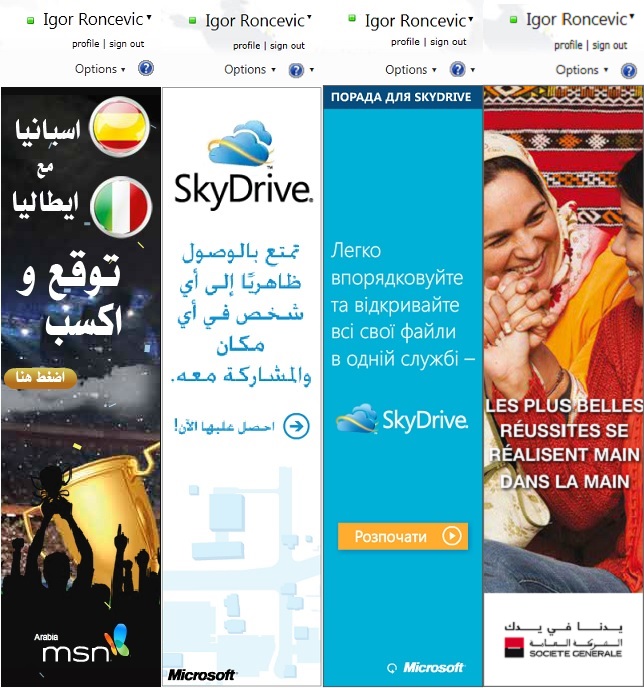 Igor Roncevic
profile | sign out
Options
اسبانيا
مع
ايطاليا
توقع و
اكسب
اضغط هنا
Arabia
msn
Igor Roncevic
profile | sign out
Options
SkyDrive
تمتع بالوصول
ظاهريًا إلى أي
شخص في أي
مكان
والمشاركة معه.
احصل عليها الآن!
Microsoft
Igor Roncevic
profile | sign out
Options
ПОРАДА ДЛЯ SKYDRIVE
Легко
впорядковуйте
та відкривайте
всі свої файли
в одній службі –
SkyDrive
Розпочати
Microsoft
Igor Roncevic
profile | sign out
Options
LES PLUS BELLES
RÉUSSITES SE
RÉALISENT MAIN
DANS LA MAIN
يدنا في يدك
الشركة العامة
SOCIETE GENERALE